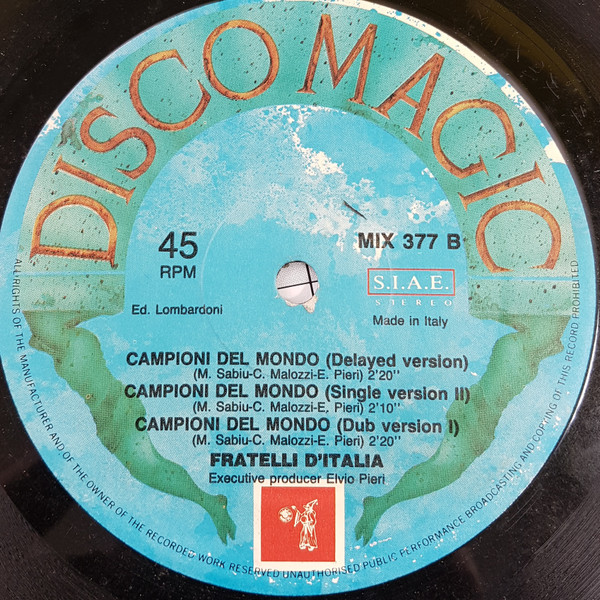 DISCO MAGIC
45
RPM
MIX 377 B
S.I.A.E.
STEREO
Ed. Lombardoni
Made in Italy
CAMPIONI DEL MONDO (Delayed version)
(M. Sabiu-C. Malozzi-E. Pieri) 2'20''
CAMPIONI DEL MONDO (Single version II)
(M. Sabiu-C. Malozzi-E. Pieri) 2'10''
CAMPIONI DEL MONDO (Dub version I)
(M. Sabiu-C. Malozzi-E. Pieri) 2'20''
FRATELLI D'ITALIA
Executive producer Elvio Pieri
ALL RIGHTS OF THE MANUFACTURER AND OF THE OWNER OF THE RECORDED WORK RESERVED UNAUTHORISED PUBLIC PERFORMANCE BROADCASTING AND COPYING OF THIS RECORD PROHIBITED